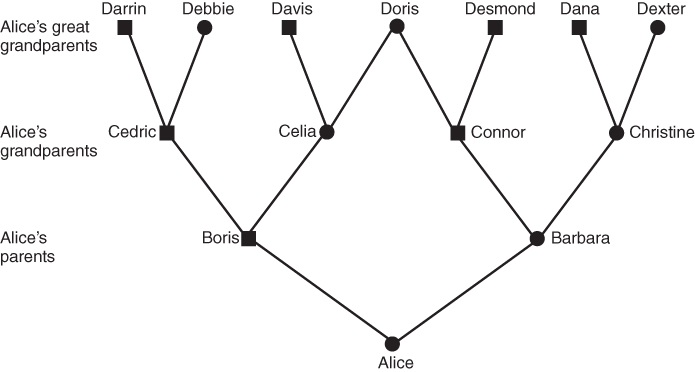 Darrin Debbie Davis Doris Desmond Dana Dexter
Alice's great
grandparents
Alice's
grandparents
Cedric Celia Connor Christine
Alice's
parents
Boris Barbara
Alice